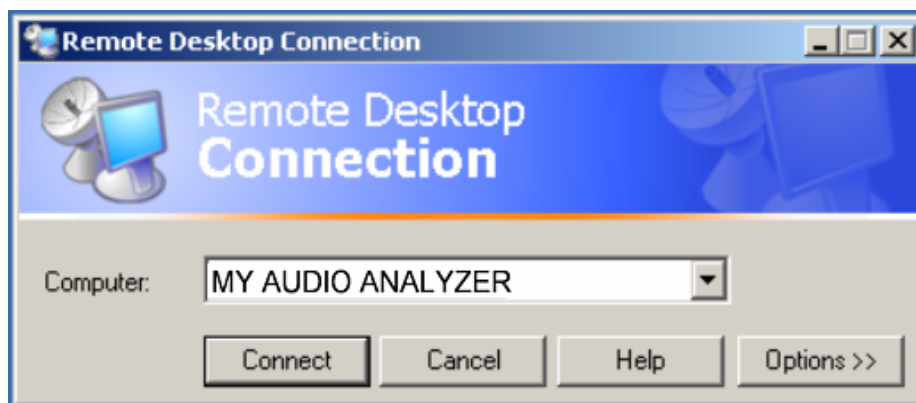 Remote Desktop Connection
Remote Desktop
Connection
Computer: MY AUDIO ANALYZER
Connect Cancel Help Options >>